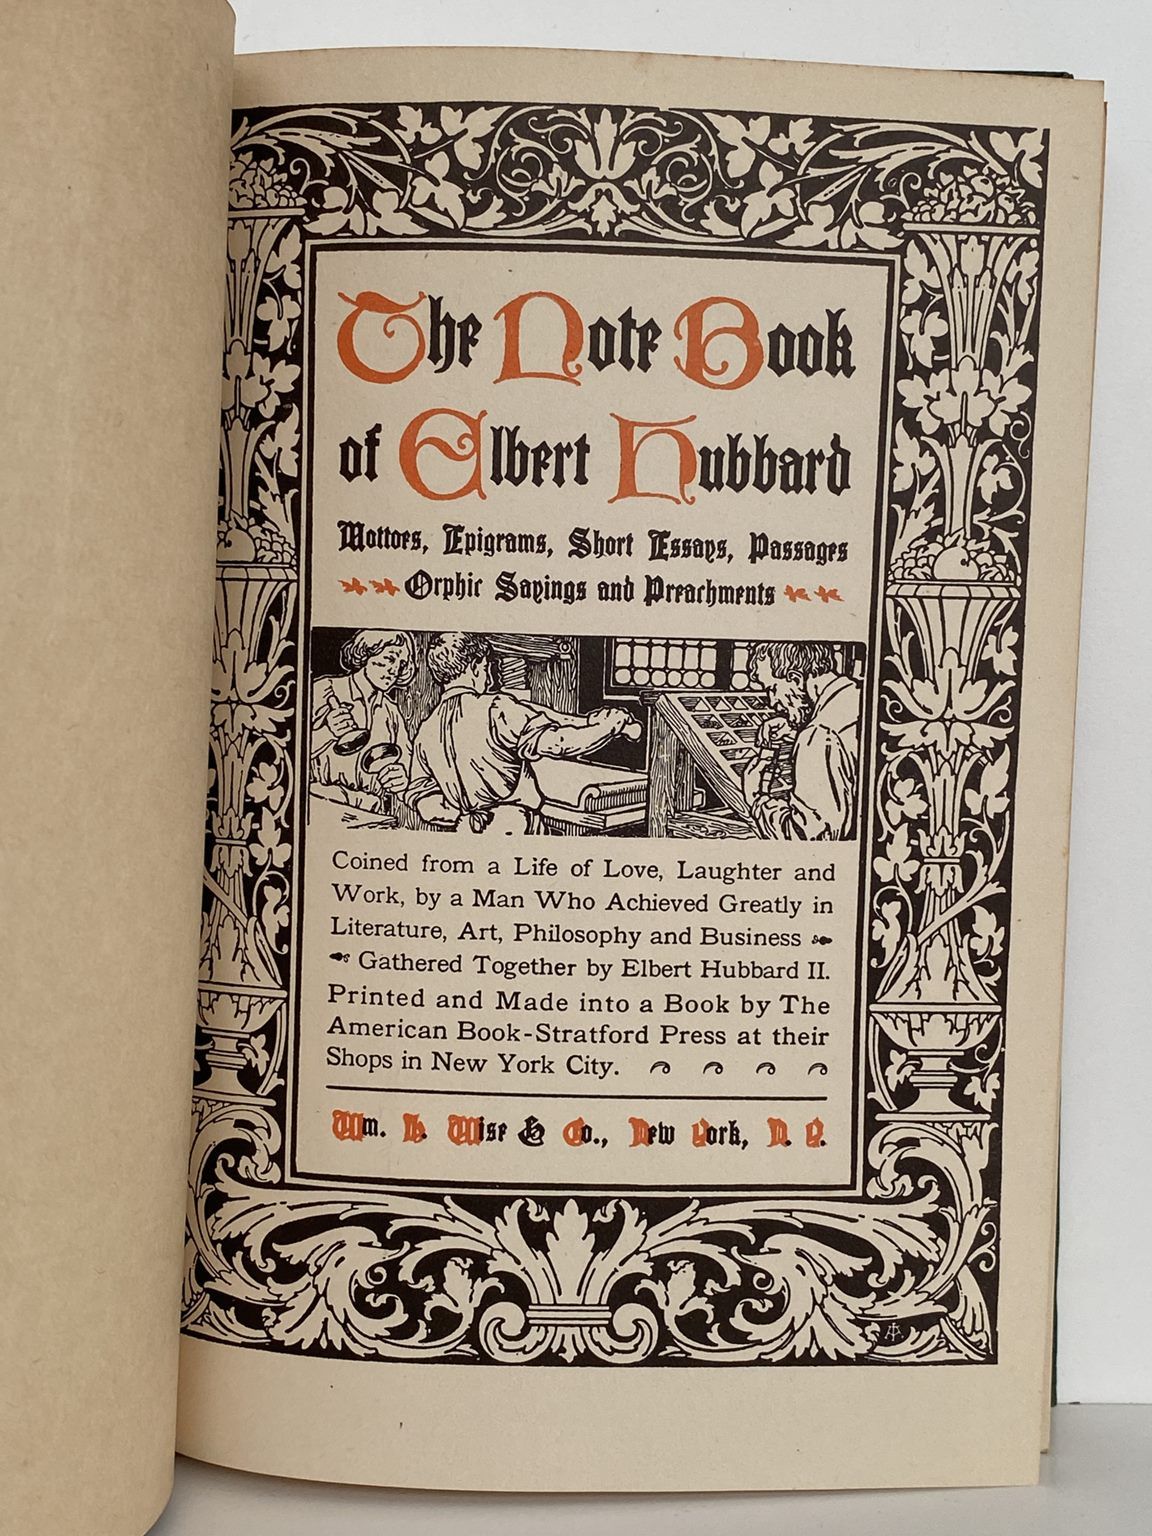 The Note Book
of Elbert Hubbard
Mottoes, Epigrams, Short Essays, Passages
Orphic Sayings and Preachments
Coined from a Life of Love, Laughter and
Work, by a Man Who Achieved Greatly in
Literature, Art, Philosophy and Business
Gathered Together by Elbert Hubbard II.
Printed and Made into a Book by The
American Book-Stratford Press at their
Shops in New York City.
Wm. H. Wise & Co., New York, N. Y.